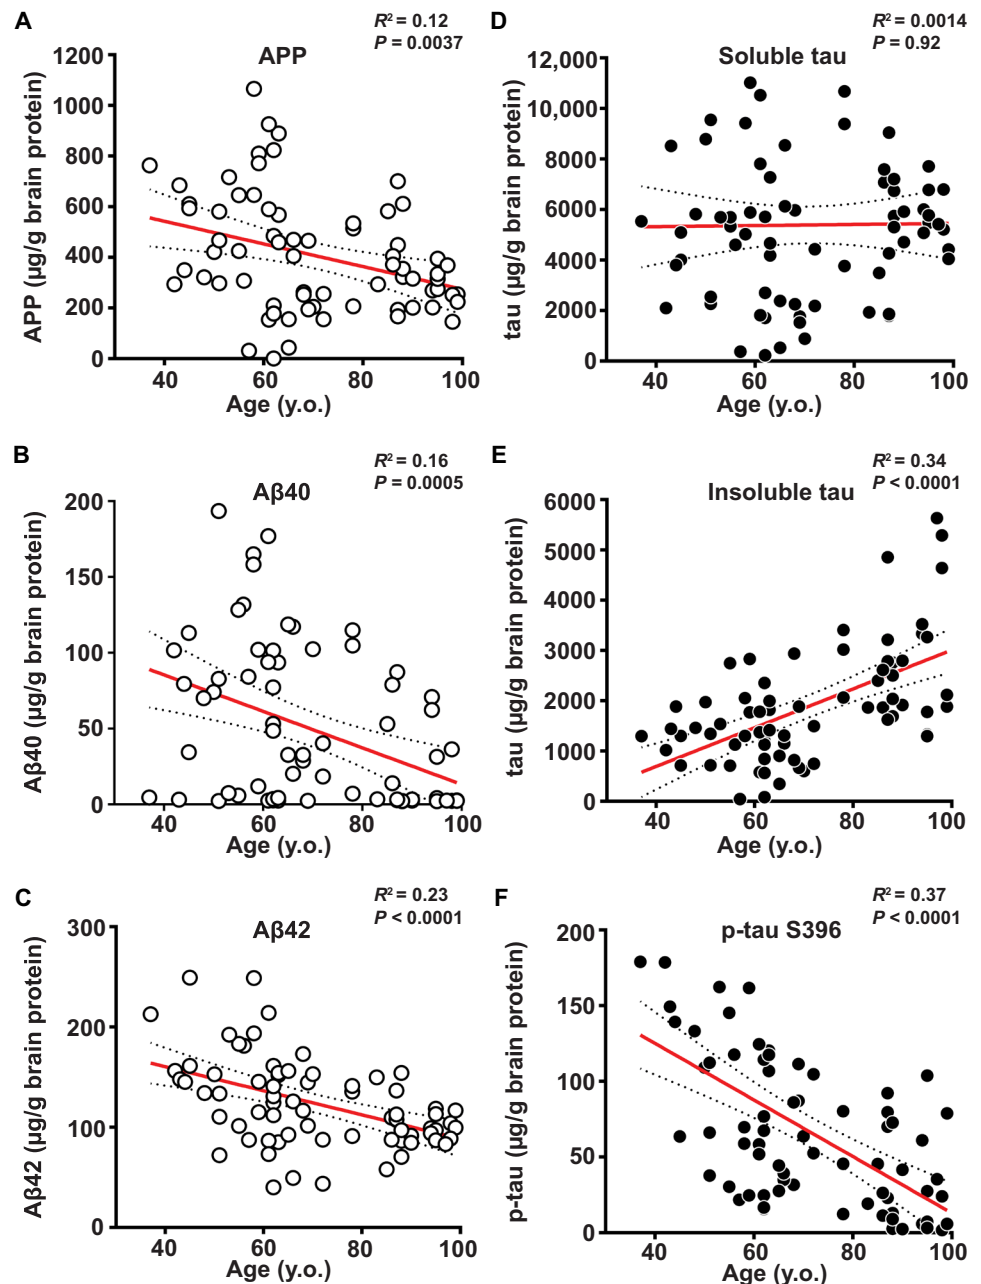 A
R² = 0.12
P = 0.0037
APP
1200
1000
800
600
400
200
0
APP (µg/g brain protein)
40 60 80 100
Age (y.o.)
D
R² = 0.0014
P = 0.92
Soluble tau
12,000
10,000
8000
6000
4000
2000
0
tau (µg/g brain protein)
40 60 80 100
Age (y.o.)
B
R² = 0.16
P = 0.0005
Aβ40
200
150
100
50
0
Aβ40 (µg/g brain protein)
40 60 80 100
Age (y.o.)
E
R² = 0.34
P < 0.0001
Insoluble tau
6000
5000
4000
3000
2000
1000
0
tau (µg/g brain protein)
40 60 80 100
Age (y.o.)
C
R² = 0.23
P < 0.0001
Aβ42
300
200
100
0
Aβ42 (µg/g brain protein)
40 60 80 100
Age (y.o.)
F
R² = 0.37
P < 0.0001
p-tau S396
200
150
100
50
0
p-tau (µg/g brain protein)
40 60 80 100
Age (y.o.)